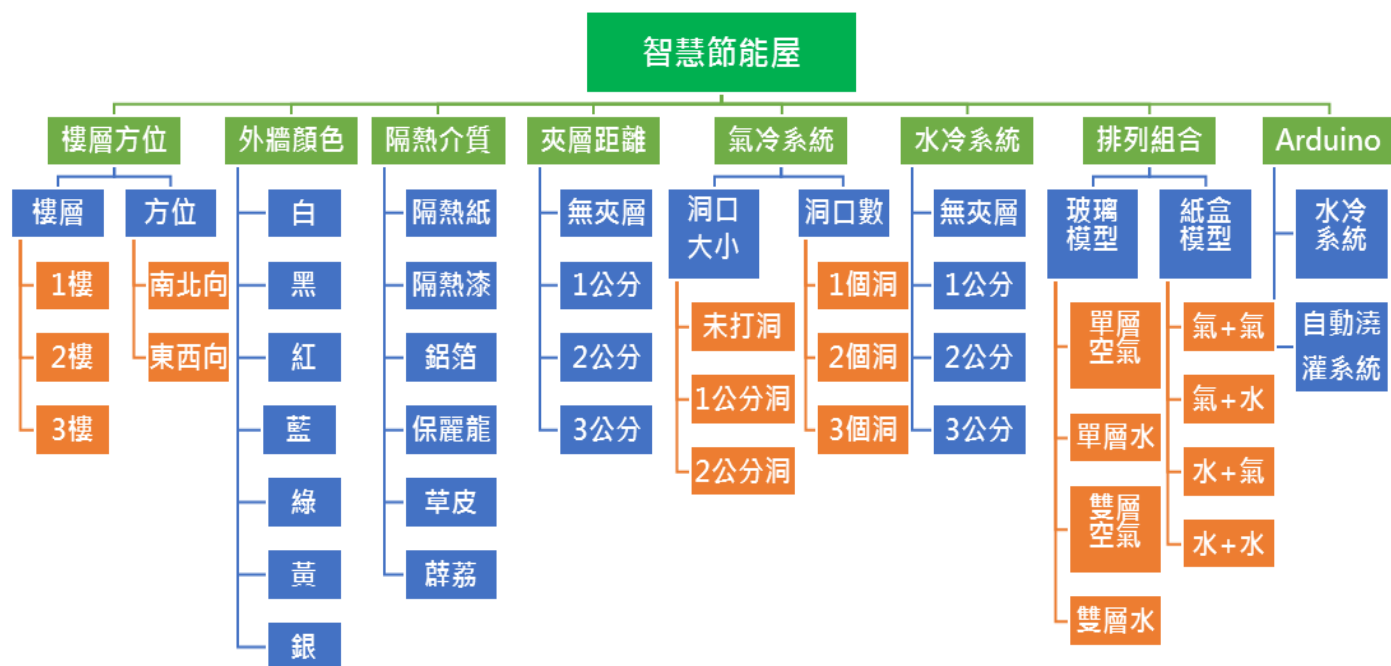 智慧節能屋
樓層方位
外牆顏色
隔熱介質
夾層距離
氣冷系統
水冷系統
排列組合
Arduino
樓層
1樓
2樓
3樓
方位
南北向
東西向
白
黑
紅
藍
綠
黃
銀
隔熱紙
隔熱漆
鋁箔
保麗龍
草皮
薜荔
無夾層
1公分
2公分
3公分
洞口
大小
未打洞
1公分洞
2公分洞
洞口數
1個洞
2個洞
3個洞
無夾層
1公分
2公分
3公分
玻璃
模型
單層
空氣
單層水
雙層
空氣
雙層水
紙盒
模型
氣+氣
氣+水
水+氣
水+水
水冷
系統
自動澆
灌系統